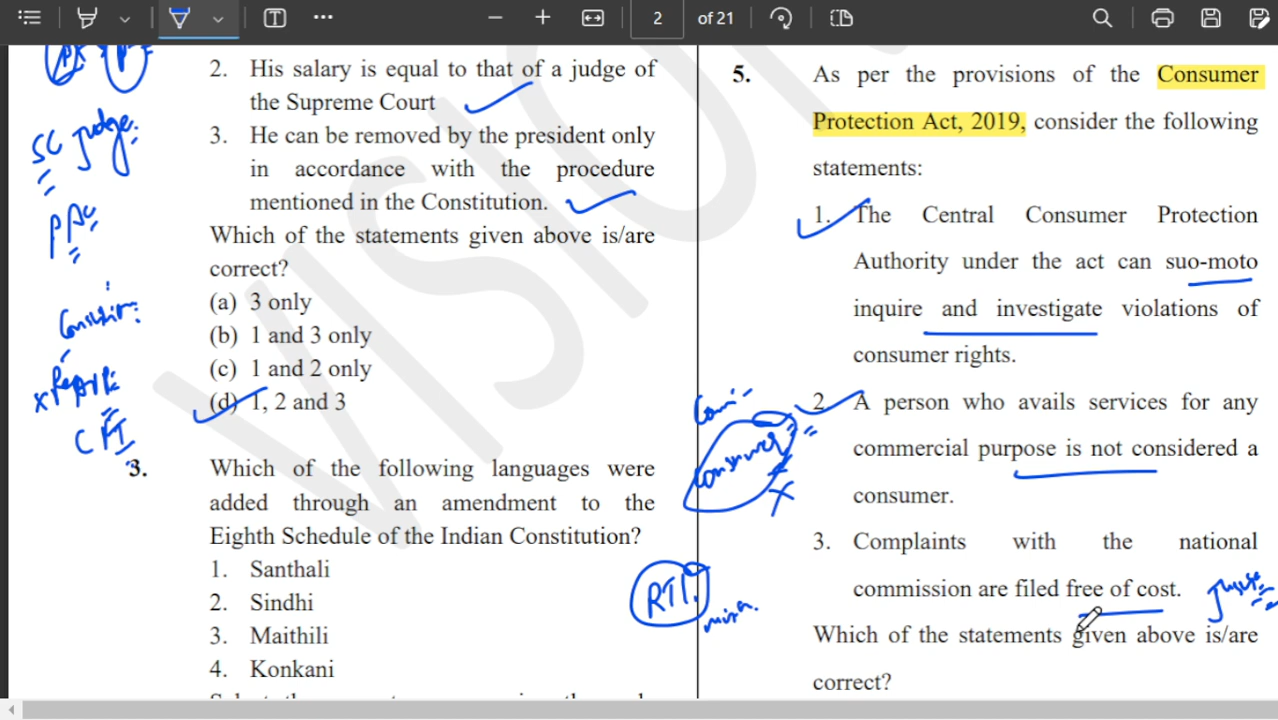 2
of 21
2. His salary is equal to that of a judge of
the Supreme Court
3. He can be removed by the president only
in accordance with the procedure
mentioned in the Constitution.
Which of the statements given above is/are
correct?
(a) 3 only
(b) 1 and 3 only
(c) 1 and 2 only
(d) 1, 2 and 3
3. Which of the following languages were
added through an amendment to the
Eighth Schedule of the Indian Constitution?
1. Santhali
2. Sindhi
3. Maithili
4. Konkani
SC judge
CPI
5. As per the provisions of the Consumer
Protection Act, 2019, consider the following
statements:
1. The Central Consumer Protection
Authority under the act can suo-moto
inquire and investigate violations of
consumer rights.
2. A person who avails services for any
commercial purpose is not considered a
consumer.
3. Complaints with the national
commission are filed free of cost.
Which of the statements given above is/are
correct?
consumer
X
RTI
VISION